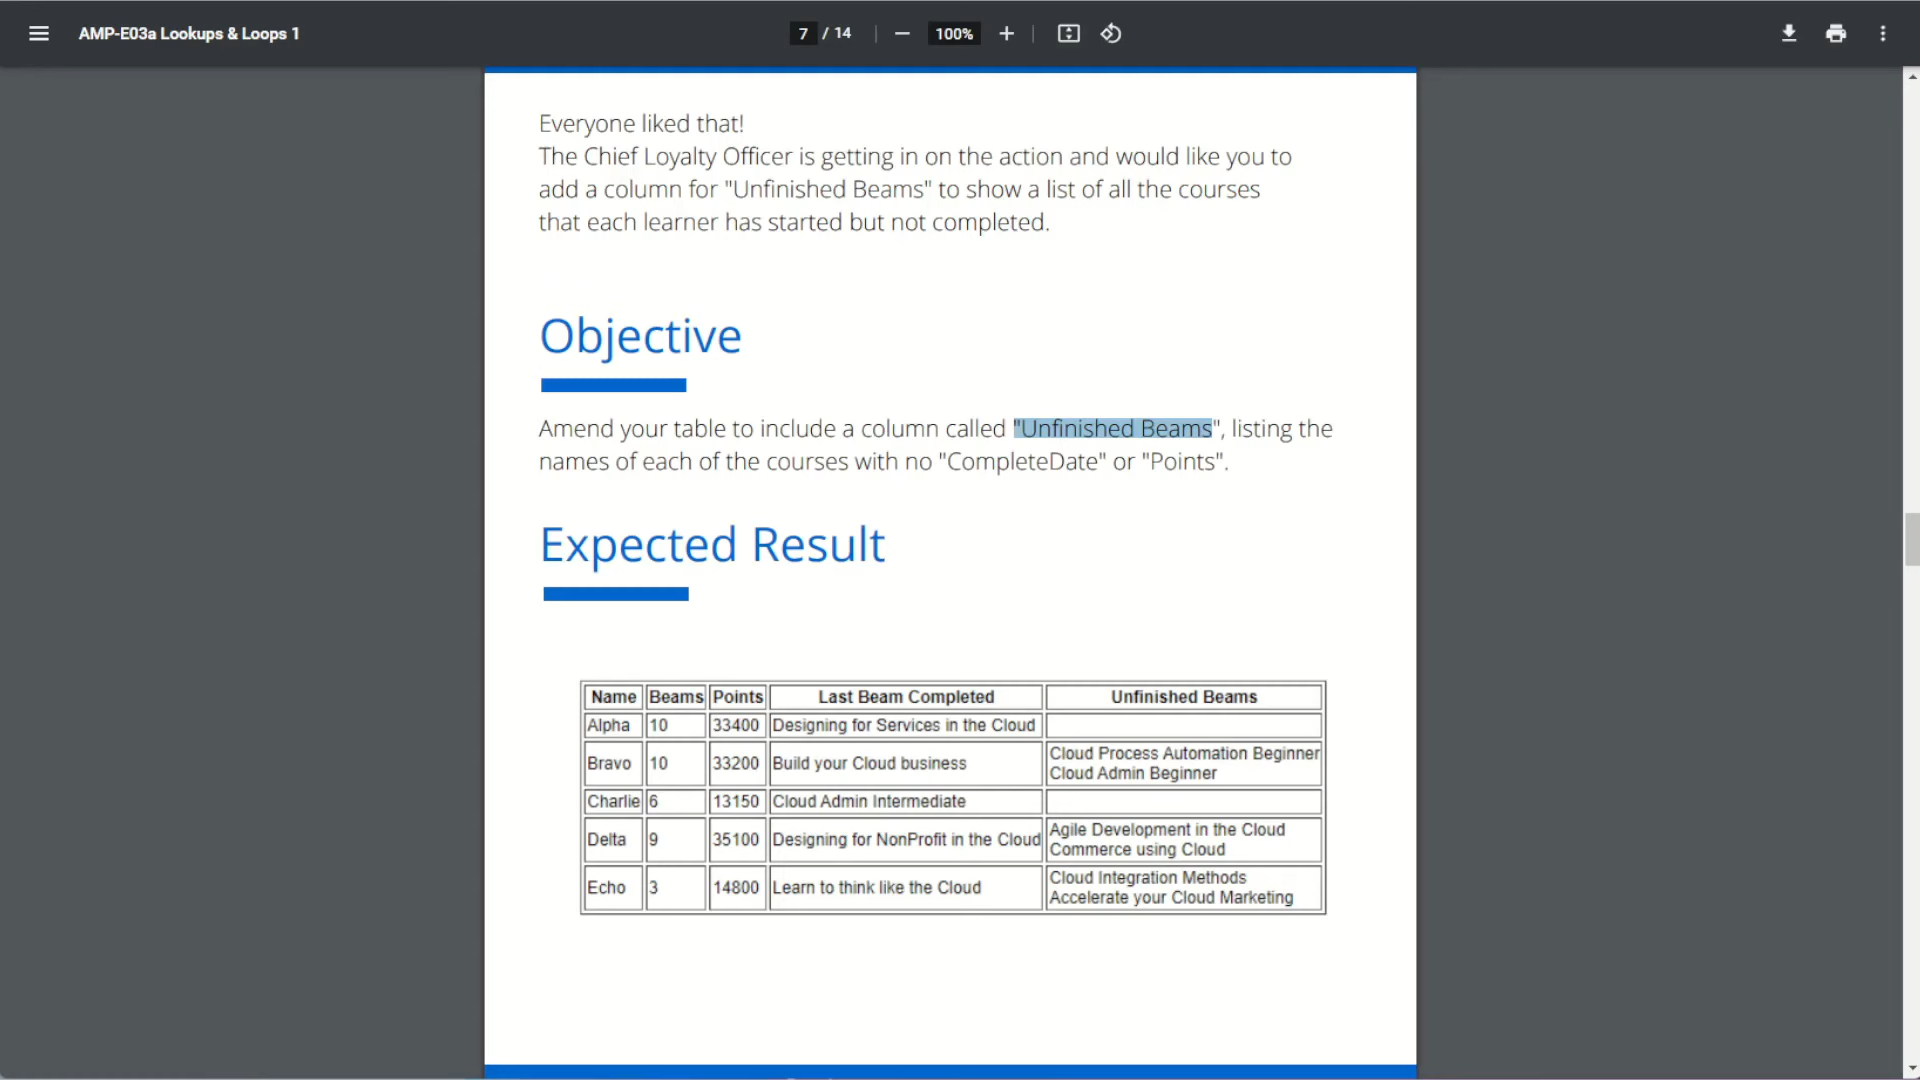 AMP-E03a Lookups & Loops 1
7 / 14
100%
Everyone liked that!
The Chief Loyalty Officer is getting in on the action and would like you to
add a column for "Unfinished Beams" to show a list of all the courses
that each learner has started but not completed.
Objective
Amend your table to include a column called "Unfinished Beams", listing the
names of each of the courses with no "CompleteDate" or "Points".
Expected Result
Name Beams Points Last Beam Completed Unfinished Beams
Alpha 10 33400 Designing for Services in the Cloud
Bravo 10 33200 Build your Cloud business Cloud Process Automation Beginner
Cloud Admin Beginner
Charlie 6 13150 Cloud Admin Intermediate
Delta 9 35100 Designing for NonProfit in the Cloud Agile Development in the Cloud
Commerce using Cloud
Echo 3 14800 Learn to think like the Cloud Cloud Integration Methods
Accelerate your Cloud Marketing